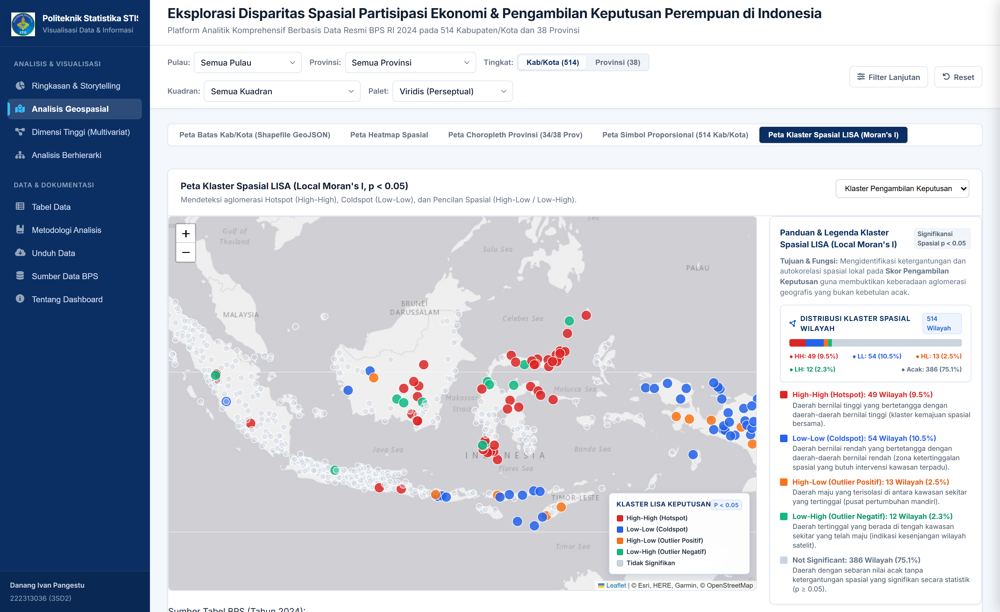 Politeknik Statistika
Visualisasi Data & Informasi
ANALISIS & VISUALISASI
Ringkasan & Storytelling
Analisis Geospasial
Dimensi Tinggi (Multivariat)
Analisis Berhierarki
DATA & DOKUMENTASI
Tabel Data
Metodologi Analisis
Unduh Data
Sumber Data BPS
Tentang Dashboard
Danang Ivan Pangestu
222313036 (3SD2)
Eksplorasi Disparitas Spasial Partisipasi Ekonomi & Pengambilan Keputusan Perempuan di Indonesia
Platform Analitik Komprehensif Berbasis Data Resmi BPS RI 2024 pada 514 Kabupaten/Kota dan 38 Provinsi
Pulau: Semua Pulau Provinsi: Semua Provinsi Tingkat: Kab/Kota (514) Provinsi (38)
Kuadran: Semua Kuadran Palet: Viridis (Perseptual)
Filter Lanjutan Reset
Peta Batas Kab/Kota (Shapefile GeoJSON) Peta Heatmap Spasial Peta Choropleth Provinsi (34/38 Prov) Peta Simbol Proporsional (514 Kab/Kota) Peta Klaster Spasial LISA (Moran's I)
Peta Klaster Spasial LISA (Local Moran's I, p < 0.05)
Mendeteksi aglomerasi Hotspot (High-High), Coldspot (Low-Low), dan Pencilan Spasial (High-Low / Low-High).
Klaster Pengambilan Keputusan
+
−
Sea
Gulf of
Thailand
Sulu Sea
PALAU
BRUNEI
DARUSSALAM
MALAYSIA
Celebes Sea
Molucca Sea
Makassar
Strait
Java Sea
Banda Sea
Flores Sea
TIMOR-LESTE
Timor Sea
KLASTER LISA KEPUTUSAN P < 0.05
High-High (Hotspot)
Low-Low (Coldspot)
High-Low (Outlier Positif)
Low-High (Outlier Negatif)
Tidak Signifikan
Leaflet | © Esri, HERE, Garmin, © OpenStreetMap
Panduan & Legenda Klaster
Spasial LISA (Local Moran's I)
Signifikansi
Spasial p < 0.05
Tujuan & Fungsi: Mengidentifikasi ketergantungan dan
autokorelasi spasial lokal pada Skor Pengambilan
Keputusan guna membuktikan keberadaan aglomerasi
geografis yang bukan kebetulan acak.
DISTRIBUSI KLASTER SPASIAL
WILAYAH
514
Wilayah
● HH: 49 (9.5%) ● LL: 54 (10.5%) ● HL: 13 (2.5%)
● LH: 12 (2.3%) ● Acak: 386 (75.1%)
High-High (Hotspot): 49 Wilayah (9.5%)
Daerah bernilai tinggi yang bertetangga dengan
daerah-daerah bernilai tinggi (klaster kemajuan spasial
bersama).
Low-Low (Coldspot): 54 Wilayah (10.5%)
Daerah bernilai rendah yang bertetangga dengan
daerah-daerah bernilai rendah (zona ketertinggalan
spasial yang butuh intervensi kawasan terpadu).
High-Low (Outlier Positif): 13 Wilayah (2.5%)
Daerah maju yang terisolasi di antara kawasan sekitar
yang tertinggal (pusat pertumbuhan mandiri).
Low-High (Outlier Negatif): 12 Wilayah (2.3%)
Daerah tertinggal yang berada di tengah kawasan
sekitar yang telah maju (indikasi kesenjangan wilayah
satelit).
Not Significant: 386 Wilayah (75.1%)
Daerah dengan sebaran nilai acak tanpa
ketergantungan spasial yang signifikan secara statistik
(p ≥ 0.05).
Sumber Tabel BPS (Tahun 2024):